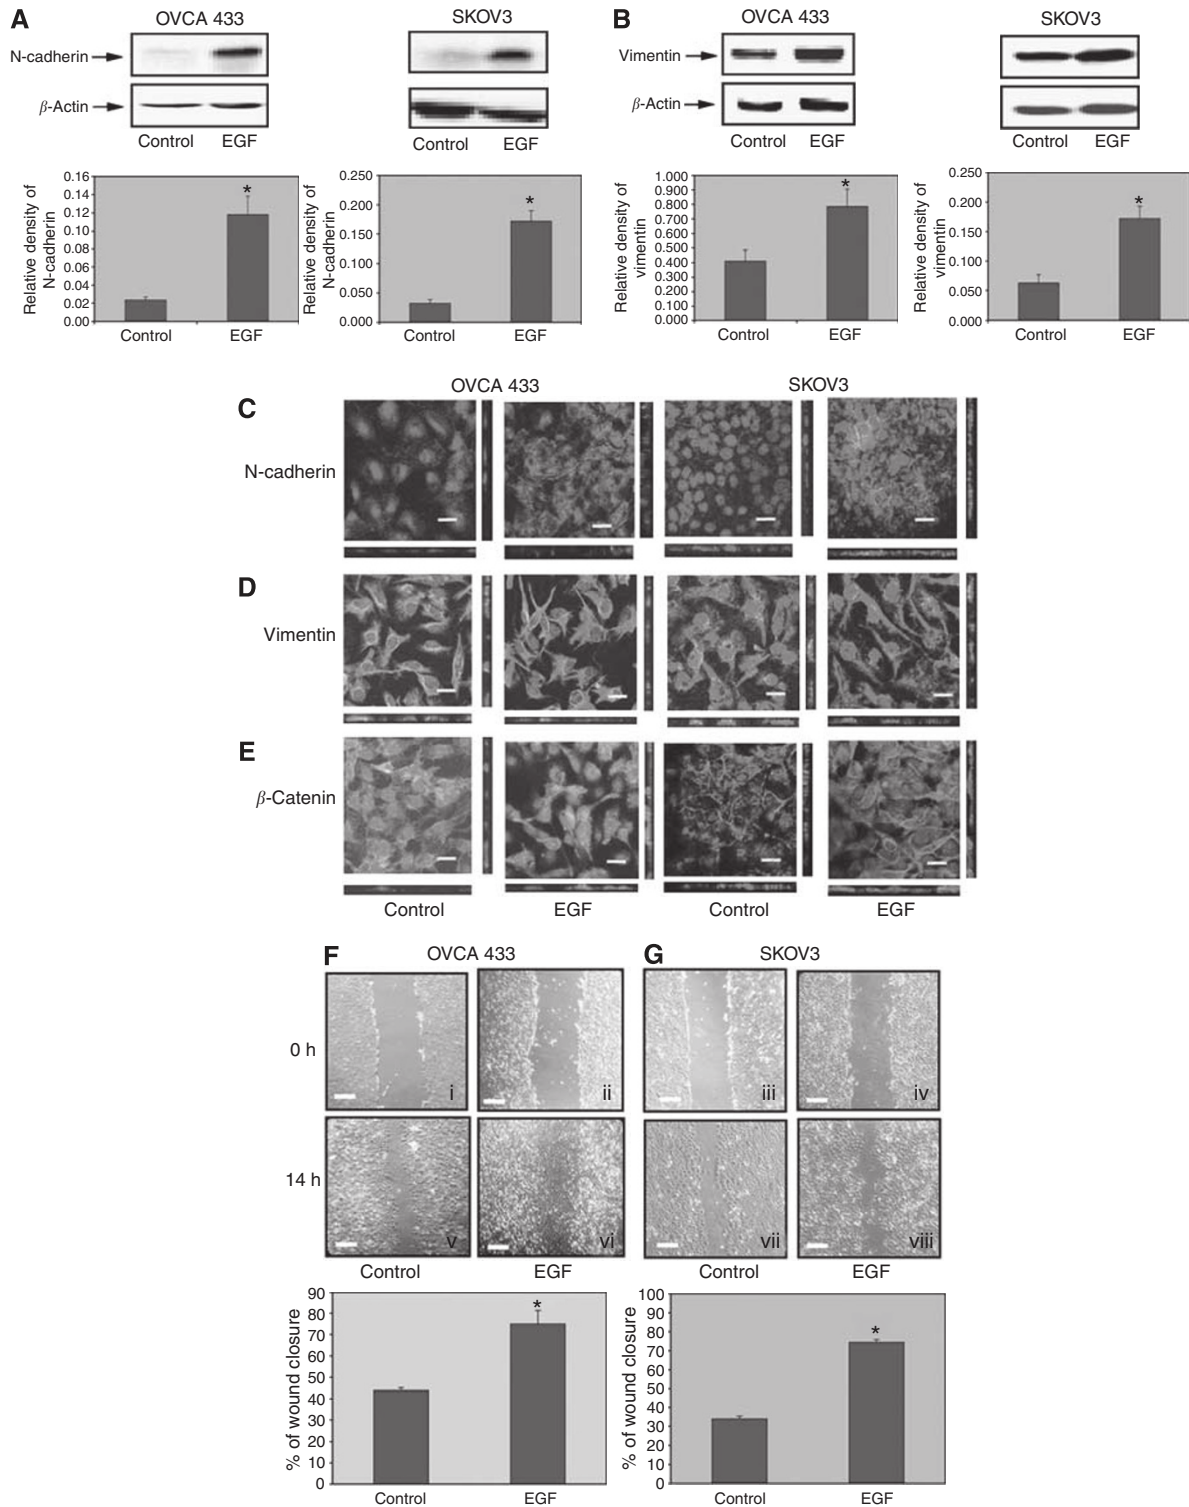 A
OVCA 433
SKOV3
N-cadherin
β-Actin
Control EGF
Control EGF
Relative density of
N-cadherin
0.16
0.14
0.12
0.10
0.08
0.06
0.04
0.02
0.00
*
Control EGF
Relative density of
N-cadherin
0.250
0.200
0.150
0.100
0.050
0.000
*
Control EGF
B
OVCA 433
SKOV3
Vimentin
β-Actin
Control EGF
Control EGF
Relative density of
vimentin
1.000
0.900
0.800
0.700
0.600
0.500
0.400
0.300
0.200
0.100
0.000
*
Control EGF
Relative density of
vimentin
0.250
0.200
0.150
0.100
0.050
0.000
*
Control EGF
OVCA 433
SKOV3
C
N-cadherin
D
Vimentin
E
β-Catenin
Control EGF Control EGF
F
OVCA 433
G
SKOV3
0 h
i ii iii iv
14 h
v vi vii viii
Control EGF Control EGF
% of wound closure
90
80
70
60
50
40
30
20
10
0
*
Control EGF
% of wound closure
100
90
80
70
60
50
40
30
20
10
0
*
Control EGF